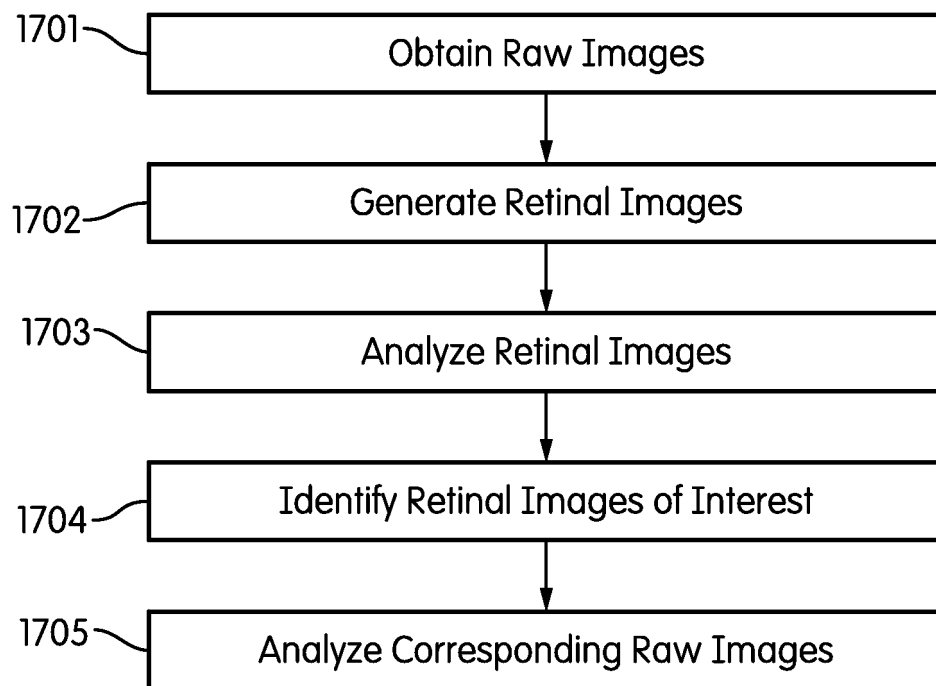 1701
Obtain Raw Images
1702
Generate Retinal Images
1703
Analyze Retinal Images
1704
Identify Retinal Images of Interest
1705
Analyze Corresponding Raw Images